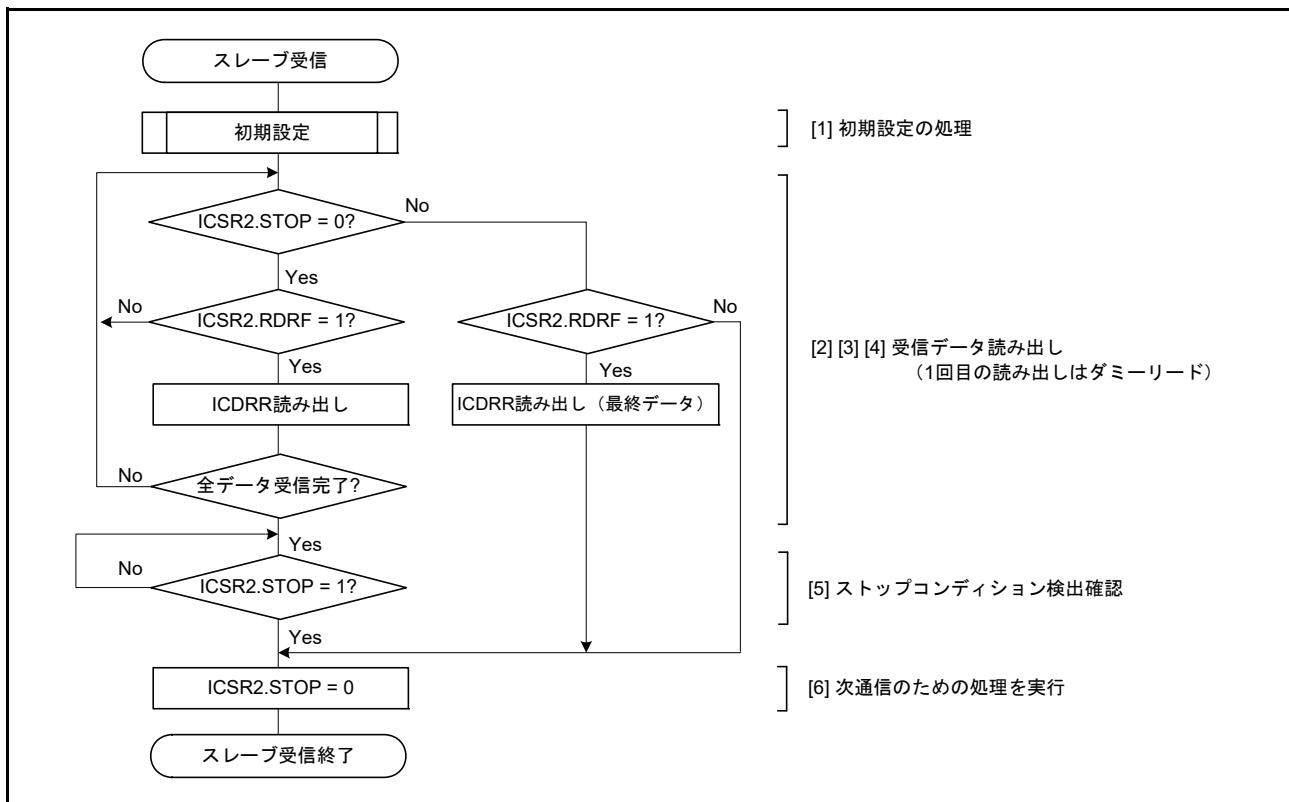 スレーブ受信
初期設定
[1] 初期設定の処理
ICSR2.STOP = 0?
No
Yes
No
ICSR2.RDRF = 1?
ICSR2.RDRF = 1?
No
[2] [3] [4] 受信データ読み出し
（1回目の読み出しはダミーリード）
Yes
Yes
ICDRR読み出し
ICDRR読み出し（最終データ）
No
全データ受信完了?
Yes
No
ICSR2.STOP = 1?
[5] ストップコンディション検出確認
Yes
ICSR2.STOP = 0
[6] 次通信のための処理を実行
スレーブ受信終了